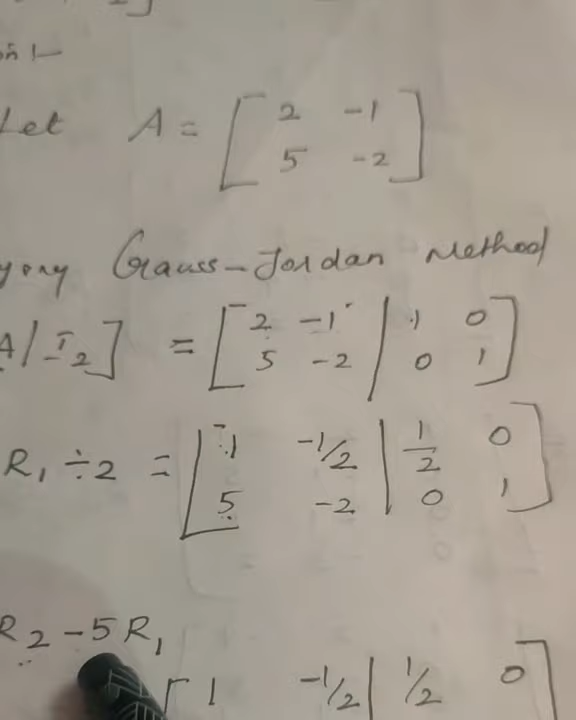 Let A = [ 2 -1
5 -2 ]
Gauss-Jordan Method
A | I₂ ] = [ 2 -1 | 1 0
5 -2 | 0 1 ]
R₁ ÷ 2 = [ 1 -1/2 | 1/2 0
5 -2 | 0 1 ]
R₂ - 5R₁
[ 1 -1/2 | 1/2 0 ]